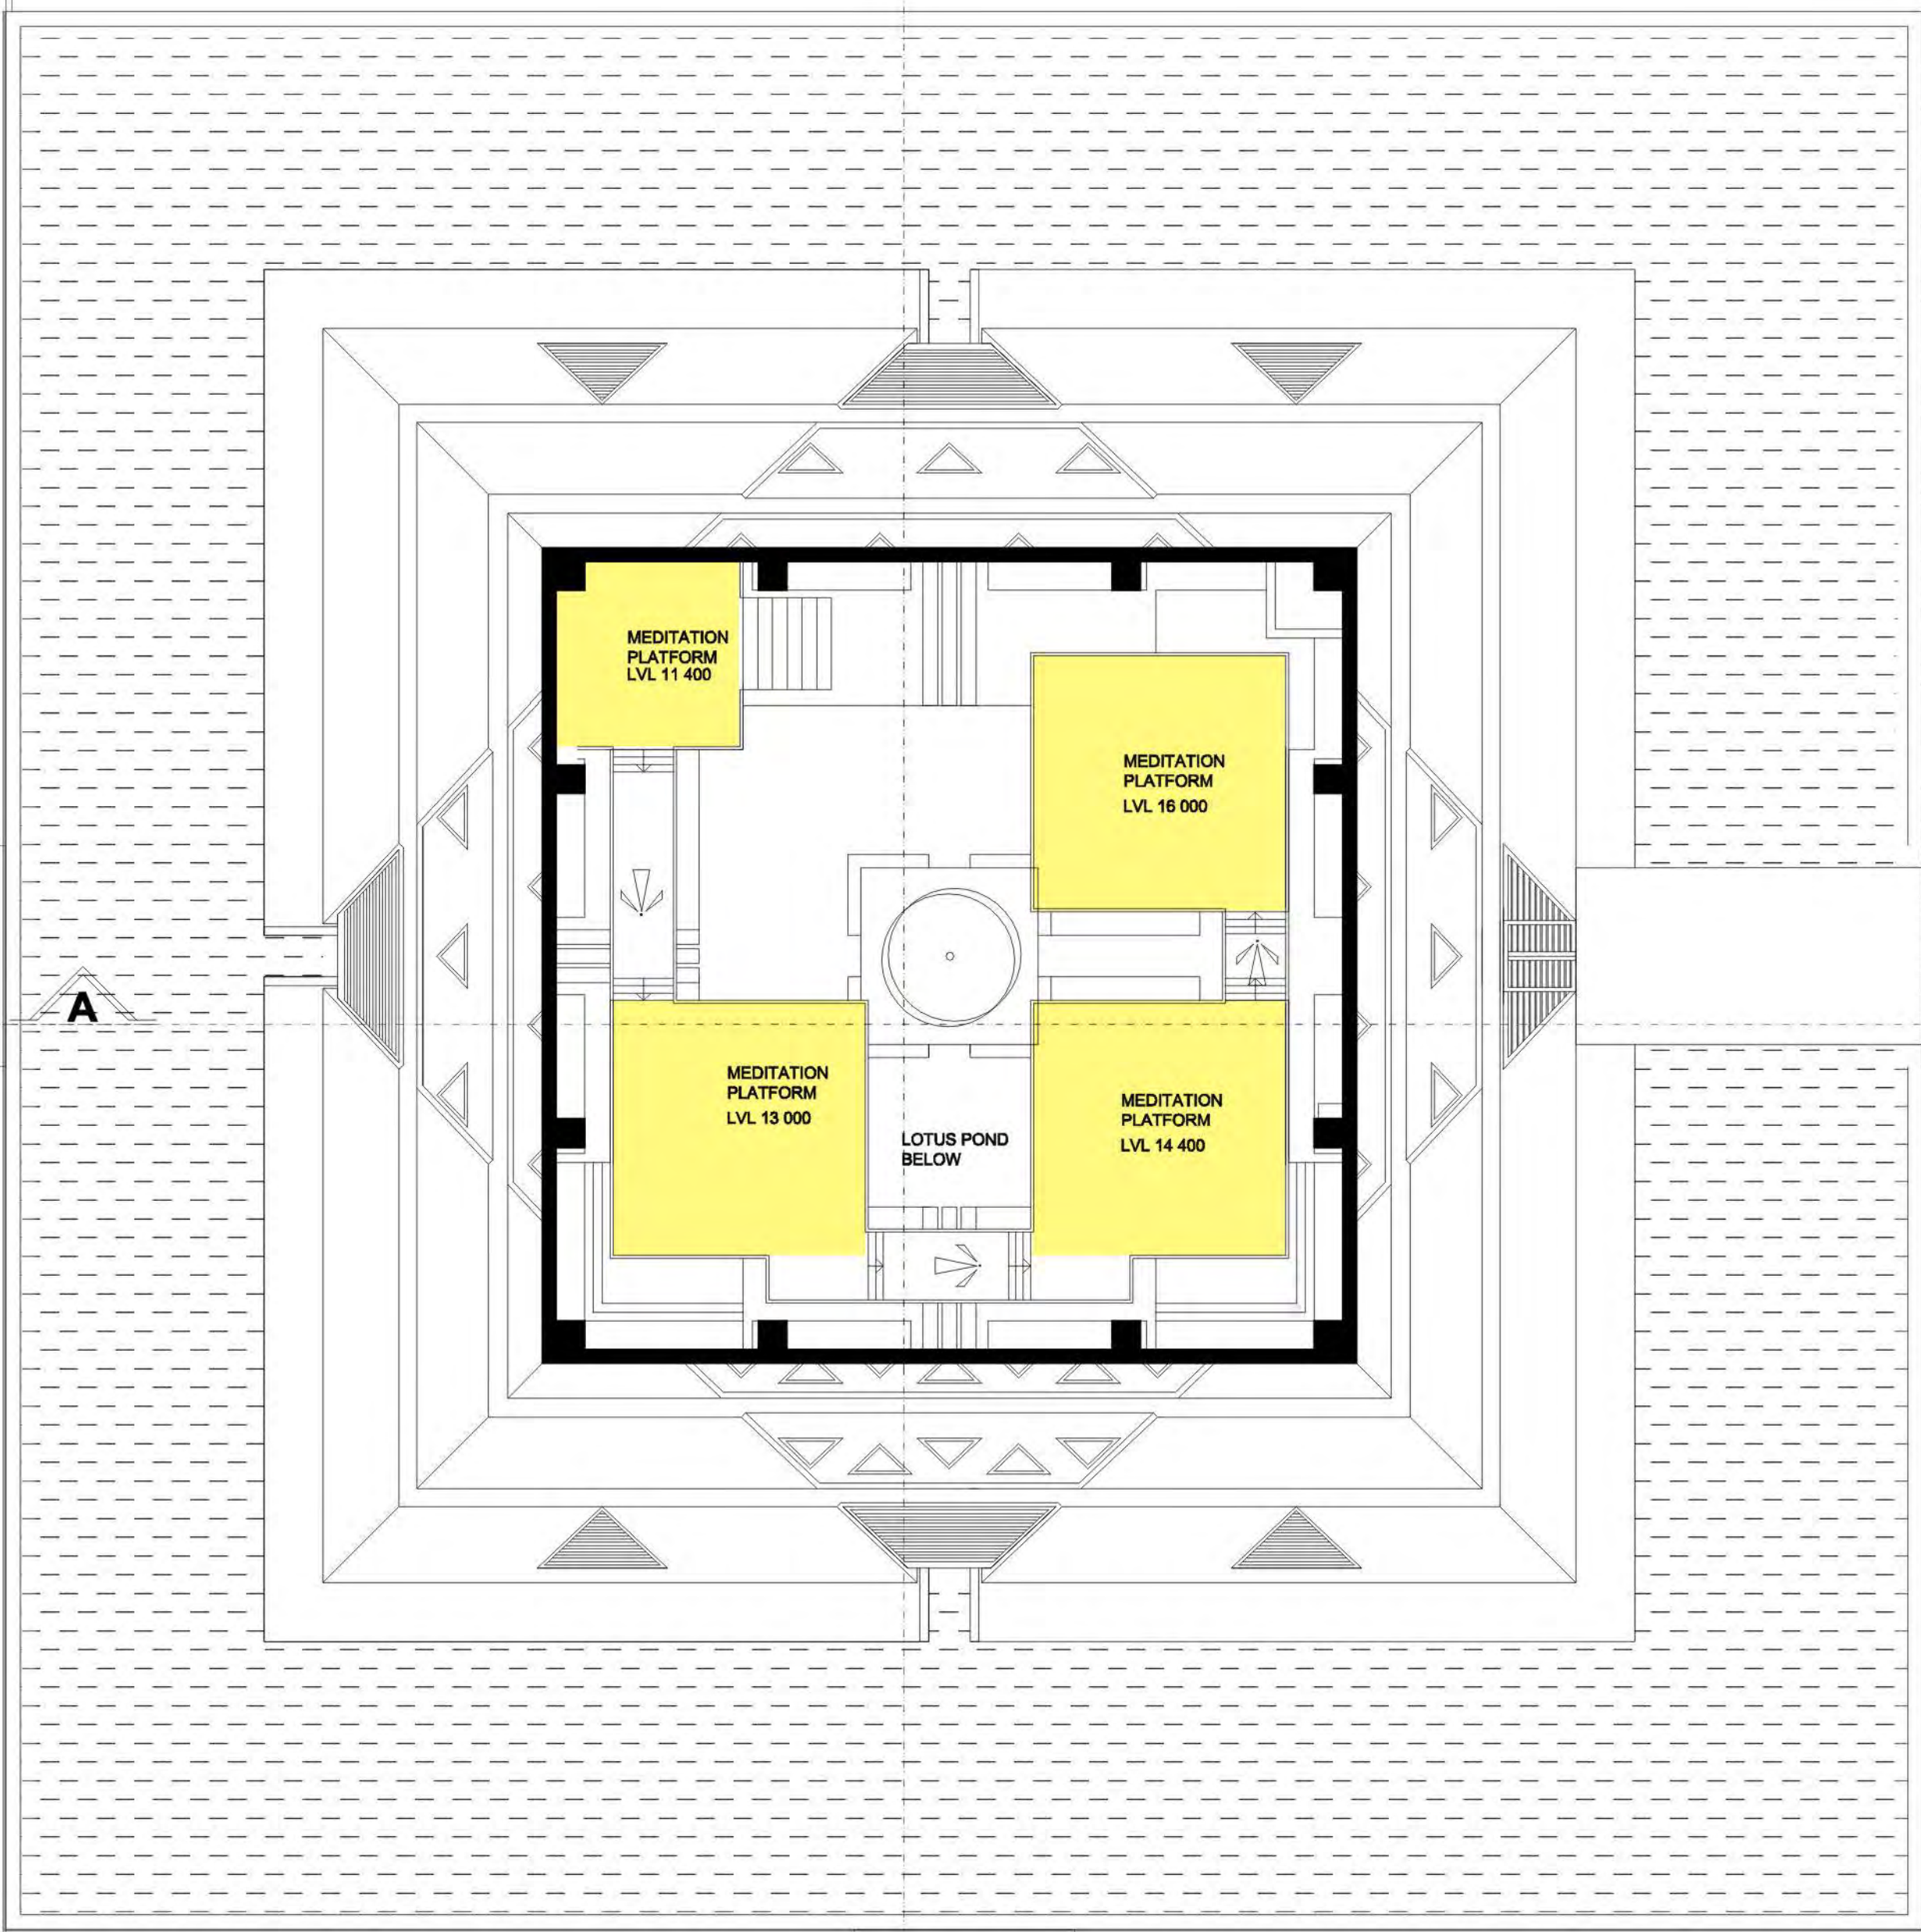 MEDITATION
PLATFORM
LVL 11 400
MEDITATION
PLATFORM
LVL 16 000
A
MEDITATION
PLATFORM
LVL 13 000
MEDITATION
PLATFORM
LVL 14 400
LOTUS POND
BELOW